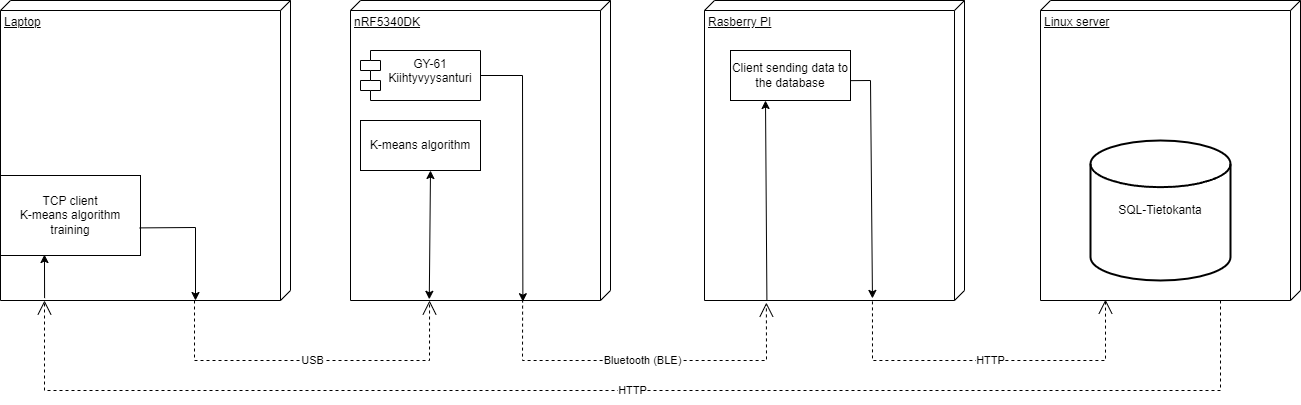 Laptop
nRF5340DK
Rasberry PI
Linux server
GY-61
Kiihtyvyysanturi
Client sending data to
the database
K-means algorithm
TCP client
K-means algorithm
training
SQL-Tietokanta
USB
Bluetooth (BLE)
HTTP
HTTP